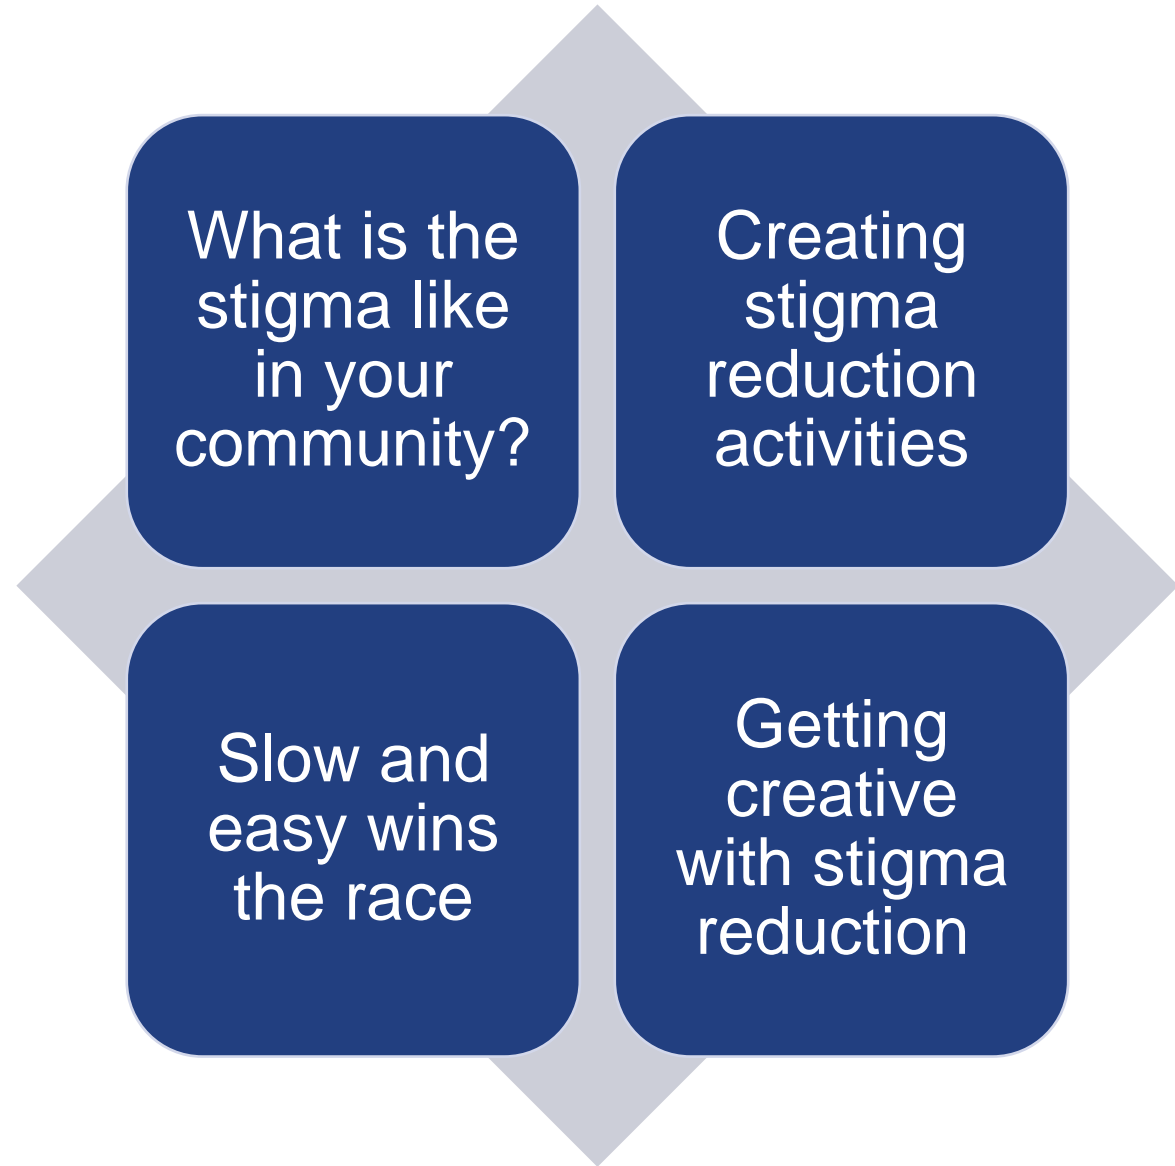 What is the
stigma like
in your
community?
Creating
stigma
reduction
activities
Slow and
easy wins
the race
Getting
creative
with stigma
reduction